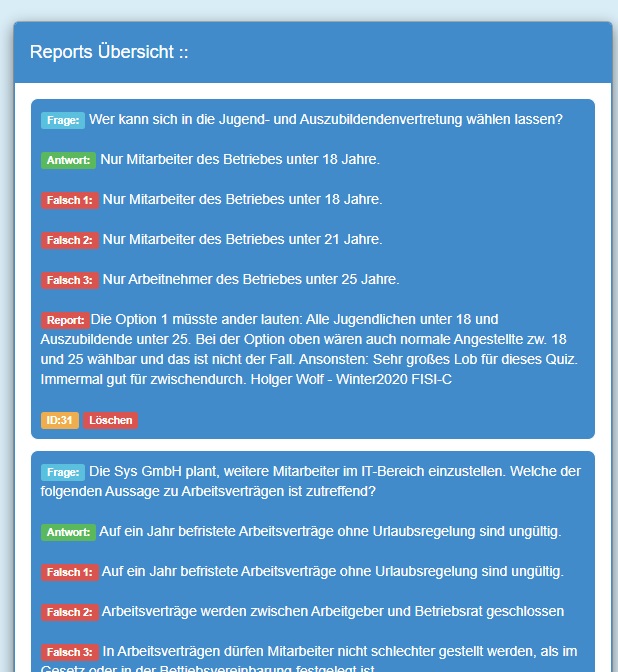 Reports Übersicht ::
Frage: Wer kann sich in die Jugend- und Auszubildendenvertretung wählen lassen?
Antwort: Nur Mitarbeiter des Betriebes unter 18 Jahre.
Falsch 1: Nur Mitarbeiter des Betriebes unter 18 Jahre.
Falsch 2: Nur Mitarbeiter des Betriebes unter 21 Jahre.
Falsch 3: Nur Arbeitnehmer des Betriebes unter 25 Jahre.
Report: Die Option 1 müsste ander lauten: Alle Jugendlichen unter 18 und
Auszubildende unter 25. Bei der Option oben wären auch normale Angestellte zw. 18
und 25 wählbar und das ist nicht der Fall. Ansonsten: Sehr großes Lob für dieses Quiz.
Immermal gut für zwischendurch. Holger Wolf - Winter2020 FISI-C
ID:31 Löschen
Frage: Die Sys GmbH plant, weitere Mitarbeiter im IT-Bereich einzustellen. Welche der
folgenden Aussage zu Arbeitsverträgen ist zutreffend?
Antwort: Auf ein Jahr befristete Arbeitsverträge ohne Urlaubsregelung sind ungültig.
Falsch 1: Auf ein Jahr befristete Arbeitsverträge ohne Urlaubsregelung sind ungültig.
Falsch 2: Arbeitsverträge werden zwischen Arbeitgeber und Betriebsrat geschlossen
Falsch 3: In Arbeitsverträgen dürfen Mitarbeiter nicht schlechter gestellt werden, als im
Gesetz oder in der Bettiebsvereinbarung festgelegt ist